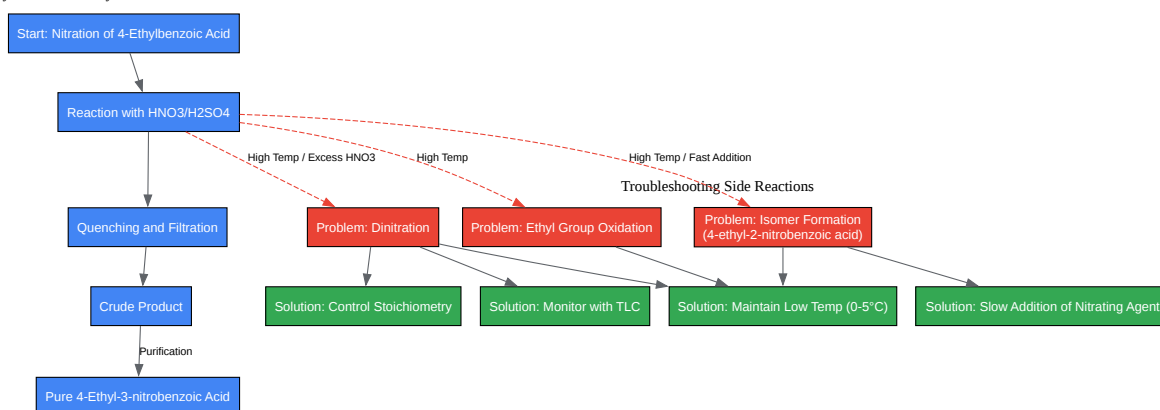 Start: Nitration of 4-Ethylbenzoic Acid
Reaction with HNO3/H2SO4
High Temp / Excess HNO3
High Temp
High Temp / Fast Addition
Troubleshooting Side Reactions
Quenching and Filtration
Problem: Dinitration
Problem: Ethyl Group Oxidation
Problem: Isomer Formation
(4-ethyl-2-nitrobenzoic acid)
Crude Product
Solution: Control Stoichiometry
Solution: Monitor with TLC
Solution: Maintain Low Temp (0-5°C)
Solution: Slow Addition of Nitrating Agent
Purification
Pure 4-Ethyl-3-nitrobenzoic Acid